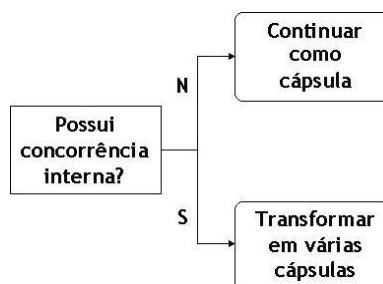 Continuar
como
cápsula
N
Possui
concorrência
interna?
S
Transformar
em várias
cápsulas